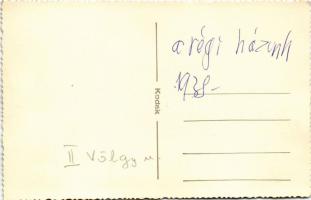 a régi házunk
1938-
Kodak
II Völgy u.